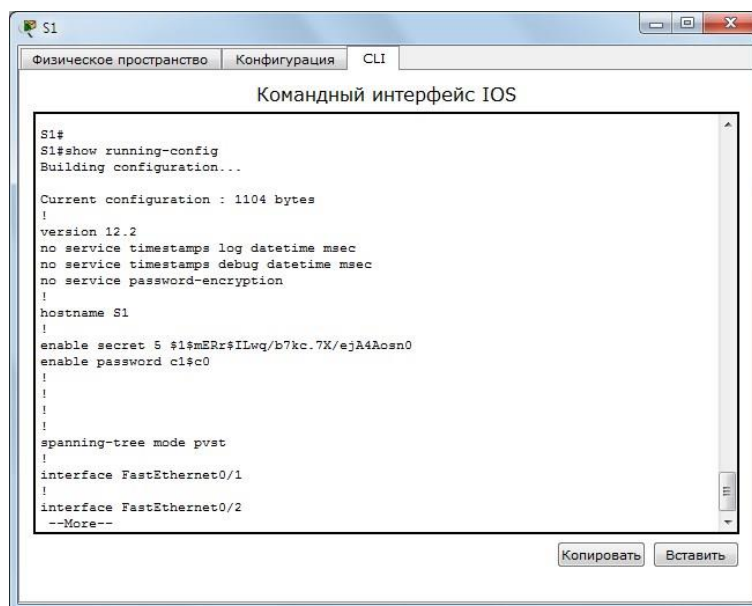 S1
Физическое пространство Конфигурация CLI
Командный интерфейс IOS
S1#
S1#show running-config
Building configuration...
Current configuration : 1104 bytes
!
version 12.2
no service timestamps log datetime msec
no service timestamps debug datetime msec
no service password-encryption
!
hostname S1
!
enable secret 5 $1$mERr$ILwq/b7kc.7X/ejA4Aosn0
enable password c1$c0
!
!
!
!
spanning-tree mode pvst
!
interface FastEthernet0/1
!
interface FastEthernet0/2
--More--
Копировать Вставить